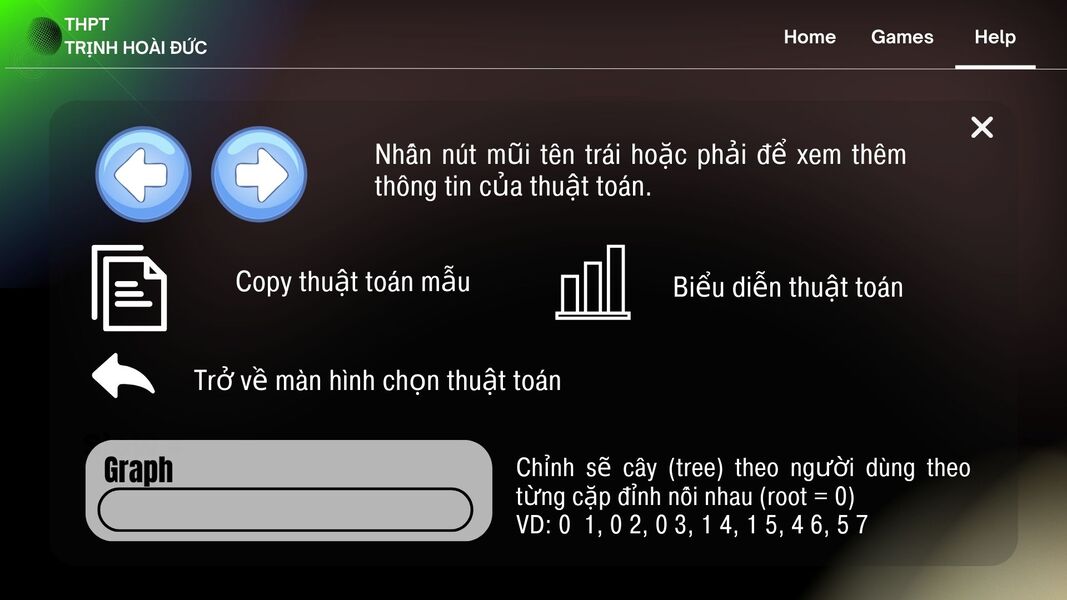 THPT
TRỊNH HOÀI ĐỨC
Home Games Help
Nhấn nút mũi tên trái hoặc phải để xem thêm
thông tin của thuật toán.
Copy thuật toán mẫu
Biểu diễn thuật toán
Trở về màn hình chọn thuật toán
Graph
Chỉnh sẽ cây (tree) theo người dùng theo
từng cặp đỉnh nối nhau (root = 0)
VD: 0 1, 0 2, 0 3, 1 4, 1 5, 4 6, 5 7